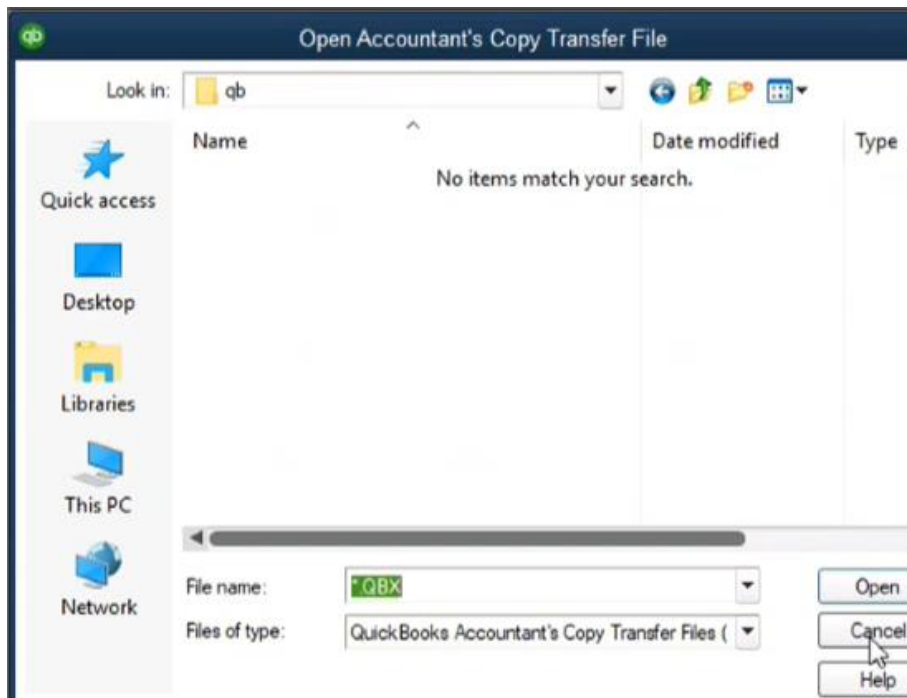 qb
Open Accountant's Copy Transfer File
Look in:
qb
Name
Date modified
Type
No items match your search.
Quick access
Desktop
Libraries
This PC
Network
File name:
*.QBX
Open
Files of type:
QuickBooks Accountant's Copy Transfer Files (
Cancel
Help